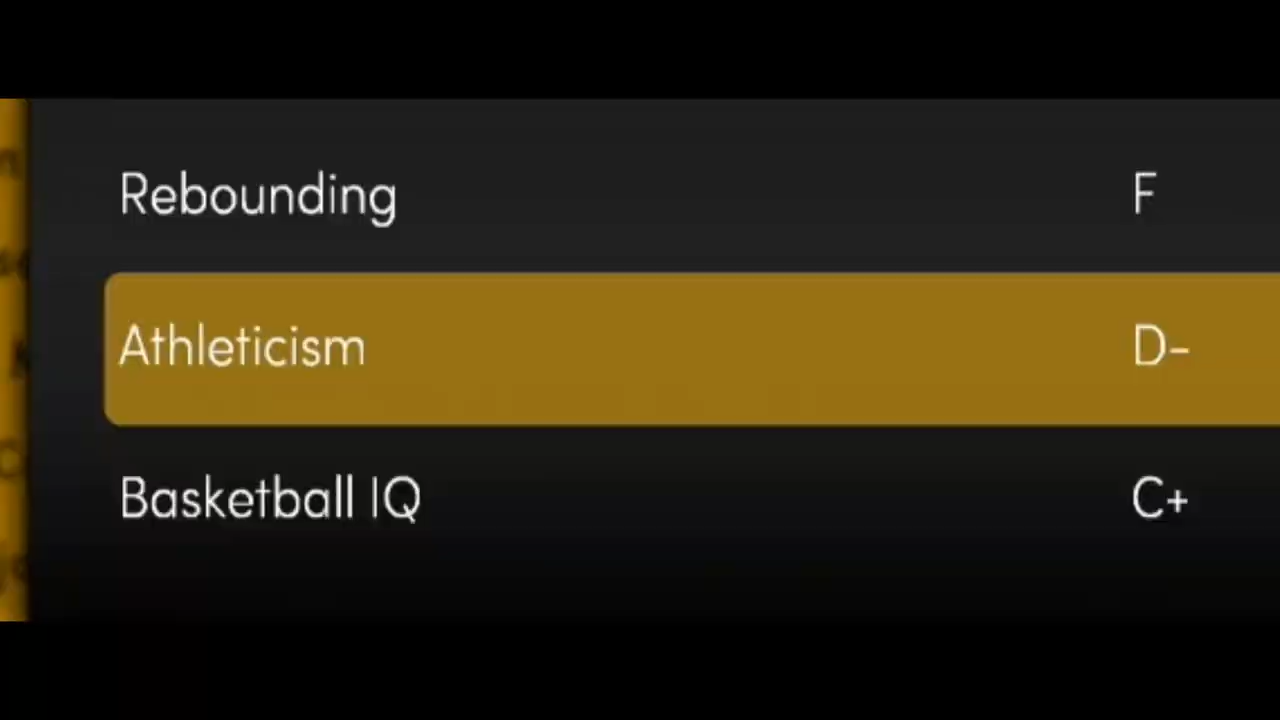 Rebounding F
Athleticism D-
Basketball IQ C+